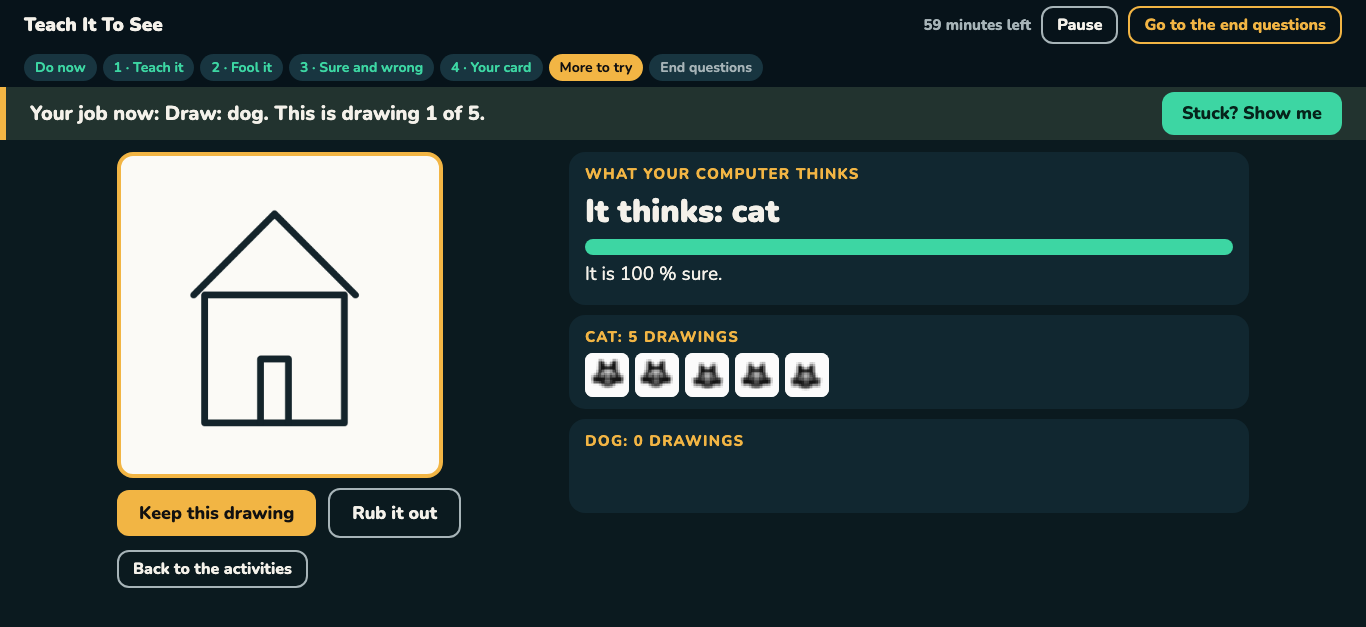 Teach It To See
59 minutes left
Pause
Go to the end questions
Do now
1 · Teach it
2 · Fool it
3 · Sure and wrong
4 · Your card
More to try
End questions
Your job now: Draw: dog. This is drawing 1 of 5.
Stuck? Show me
WHAT YOUR COMPUTER THINKS
It thinks: cat
It is 100 % sure.
CAT: 5 DRAWINGS
DOG: 0 DRAWINGS
Keep this drawing
Rub it out
Back to the activities